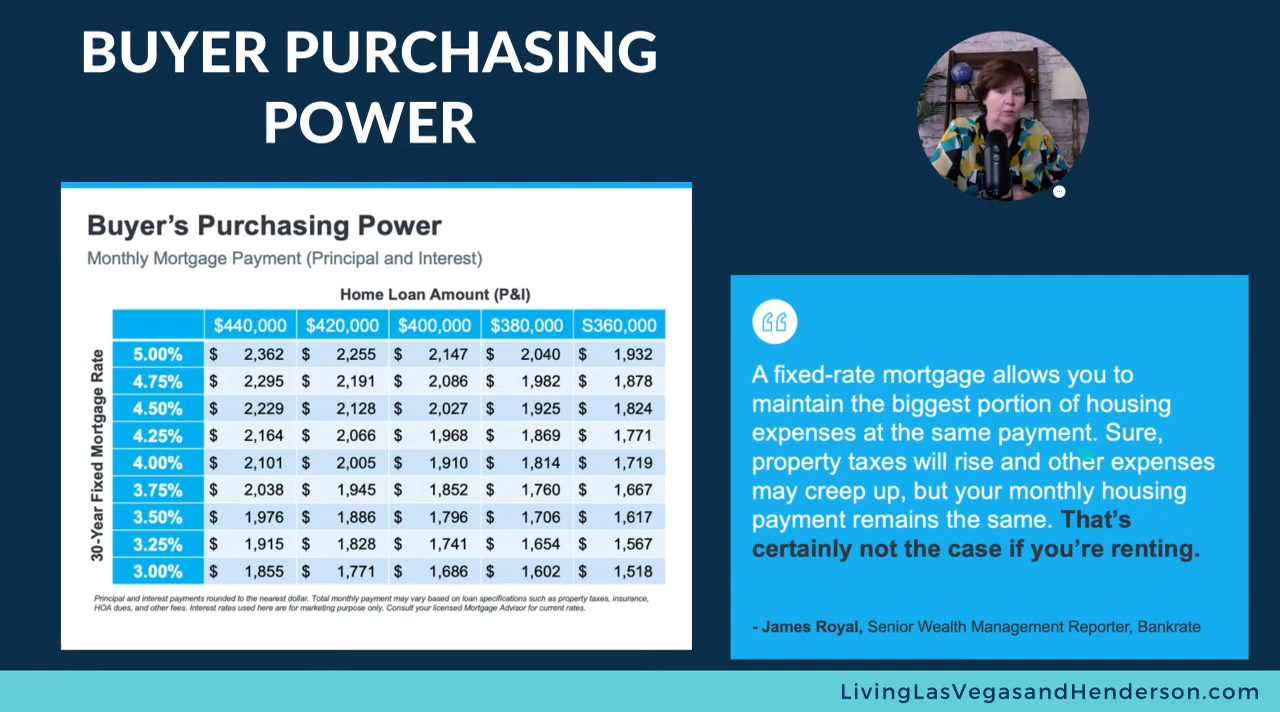 BUYER PURCHASING
POWER
Buyer's Purchasing Power
Monthly Mortgage Payment (Principal and Interest)
Home Loan Amount (P&I)
30-Year Fixed Mortgage Rate
$440,000 $420,000 $400,000 $380,000 S360,000
5.00% $ 2,362 $ 2,255 $ 2,147 $ 2,040 $ 1,932
4.75% $ 2,295 $ 2,191 $ 2,086 $ 1,982 $ 1,878
4.50% $ 2,229 $ 2,128 $ 2,027 $ 1,925 $ 1,824
4.25% $ 2,164 $ 2,066 $ 1,968 $ 1,869 $ 1,771
4.00% $ 2,101 $ 2,005 $ 1,910 $ 1,814 $ 1,719
3.75% $ 2,038 $ 1,945 $ 1,852 $ 1,760 $ 1,667
3.50% $ 1,976 $ 1,886 $ 1,796 $ 1,706 $ 1,617
3.25% $ 1,915 $ 1,828 $ 1,741 $ 1,654 $ 1,567
3.00% $ 1,855 $ 1,771 $ 1,686 $ 1,602 $ 1,518
Principal and interest payments rounded to the nearest dollar. Total monthly payment may vary based on loan specifications such as property taxes, insurance,
HOA dues, and other fees. Interest rates used here are for marketing purpose only. Consult your licensed Mortgage Advisor for current rates.
A fixed-rate mortgage allows you to
maintain the biggest portion of housing
expenses at the same payment. Sure,
property taxes will rise and other expenses
may creep up, but your monthly housing
payment remains the same. That's
certainly not the case if you're renting.
- James Royal, Senior Wealth Management Reporter, Bankrate
LivingLasVegasandHenderson.com